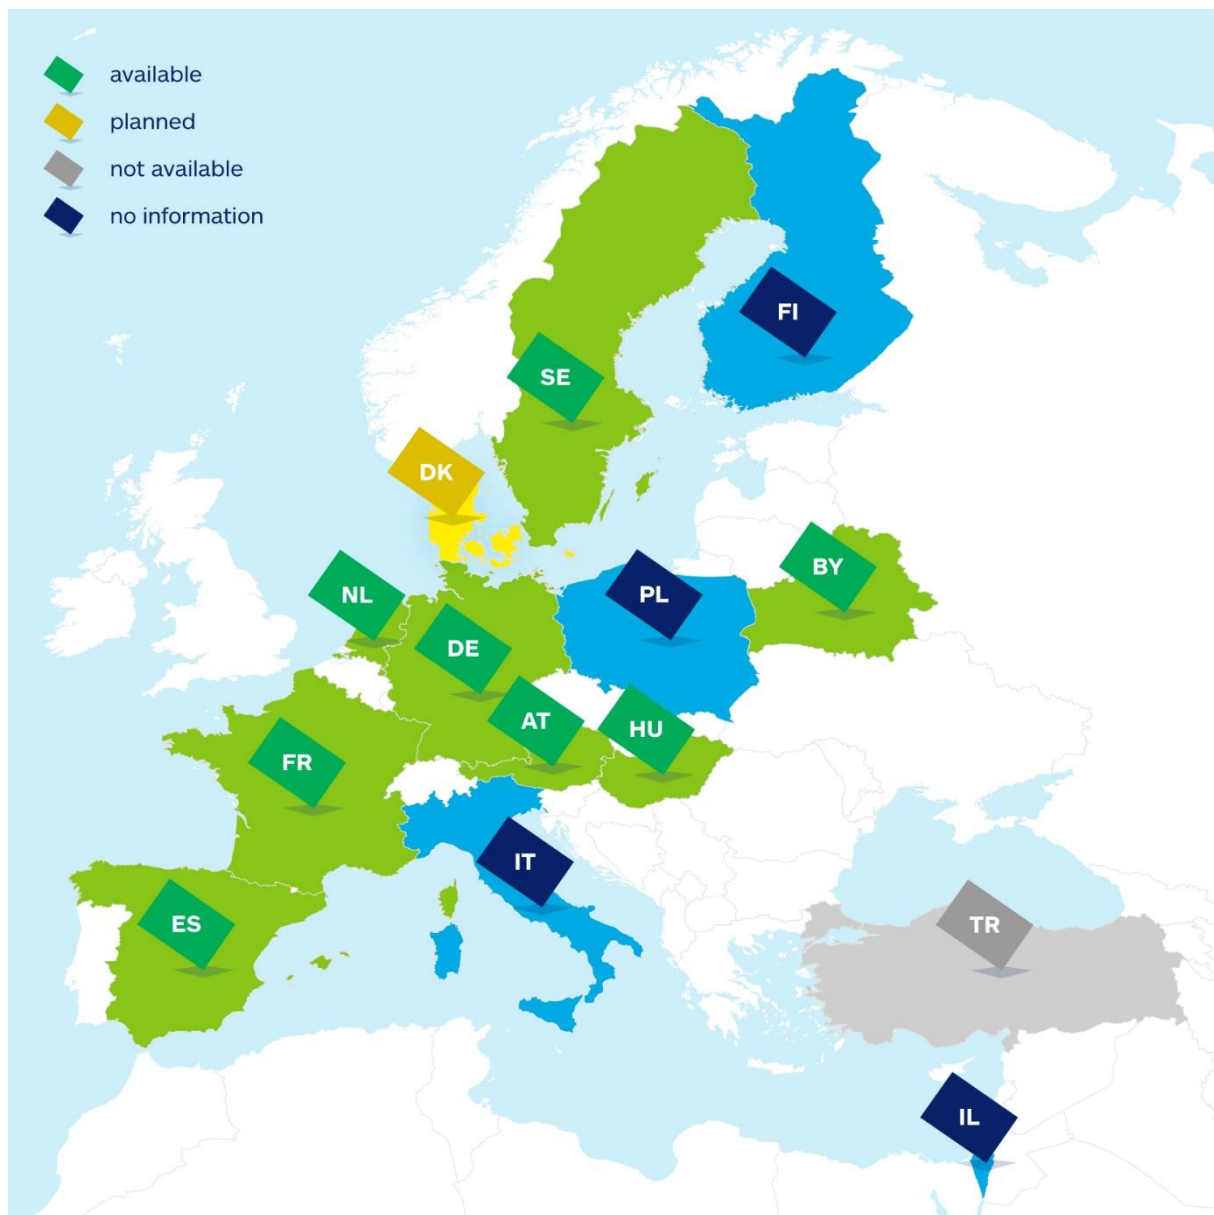 available
planned
not available
no information
FI
SE
DK
BY
NL
PL
DE
AT
HU
FR
IT
ES
TR
IL